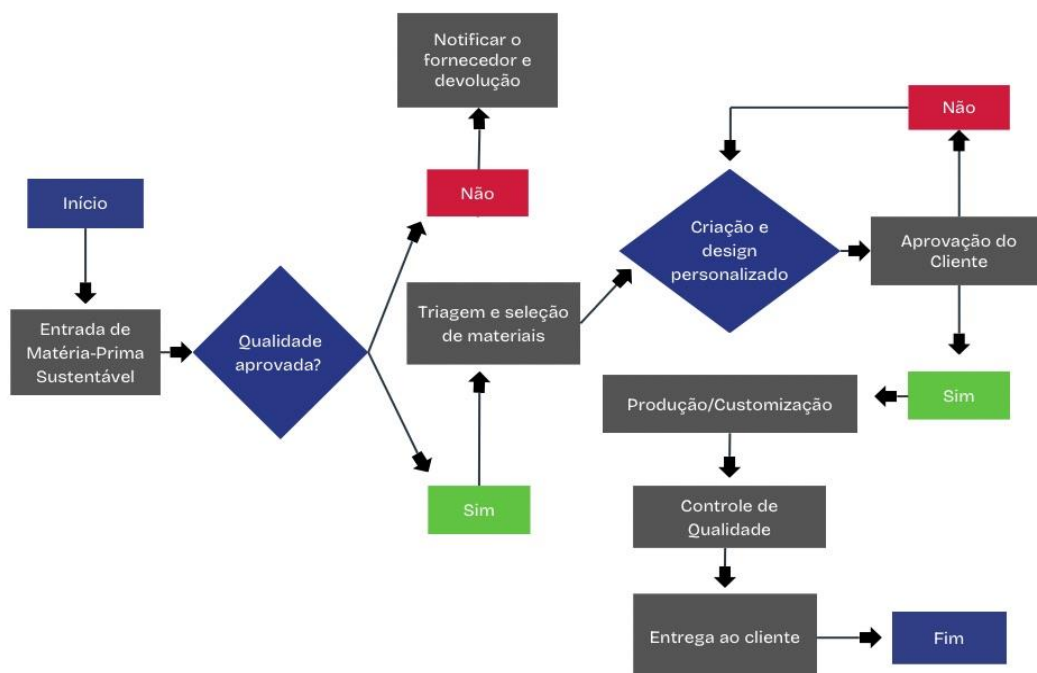 Início
Entrada de
Matéria-Prima
Sustentável
Qualidade
aprovada?
Não
Notificar o
fornecedor e
devolução
Sim
Triagem e seleção
de materiais
Criação e
design
personalizado
Aprovação do
Cliente
Não
Sim
Produção/Customização
Controle de
Qualidade
Entrega ao cliente
Fim